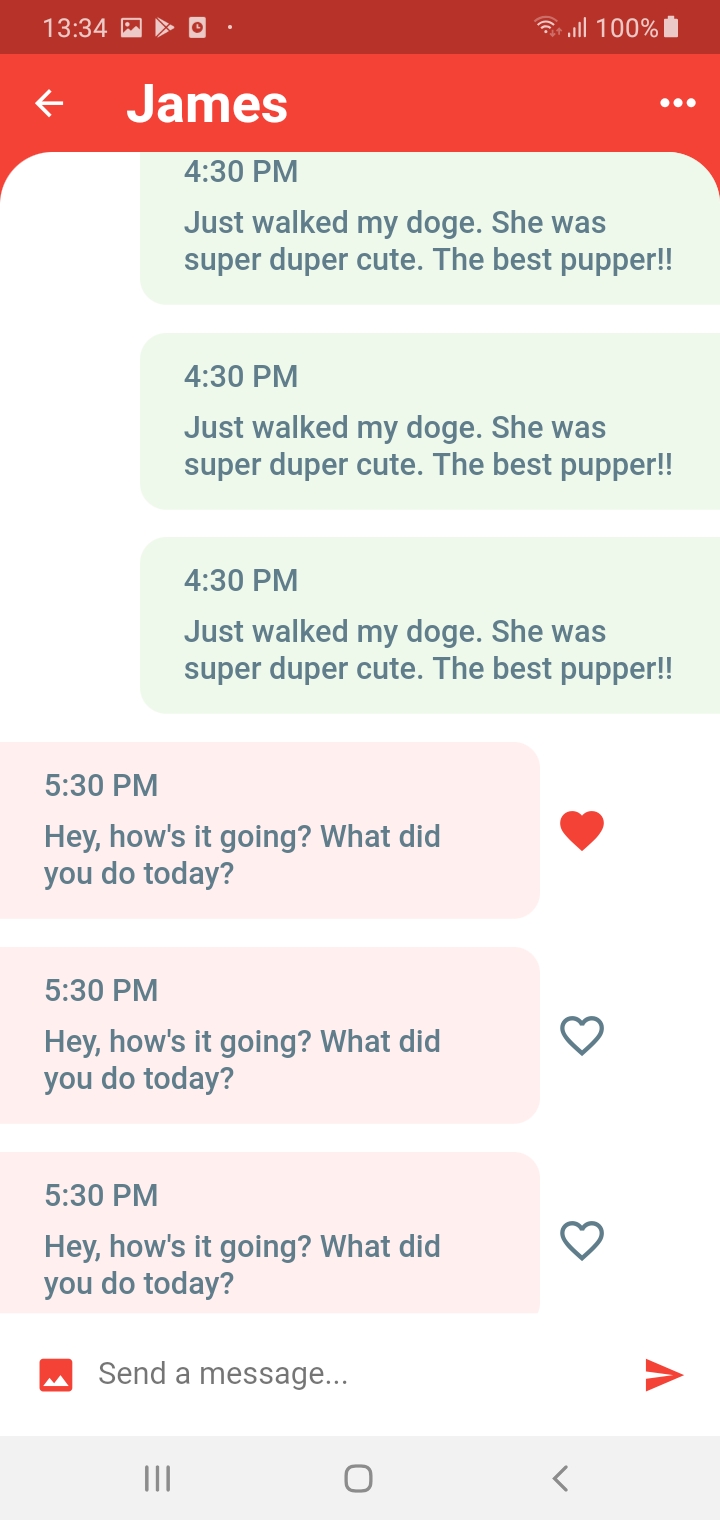 13:34 100%
James
4:30 PM
Just walked my doge. She was
super duper cute. The best pupper!!
4:30 PM
Just walked my doge. She was
super duper cute. The best pupper!!
4:30 PM
Just walked my doge. She was
super duper cute. The best pupper!!
5:30 PM
Hey, how's it going? What did
you do today?
5:30 PM
Hey, how's it going? What did
you do today?
5:30 PM
Hey, how's it going? What did
you do today?
Send a message...